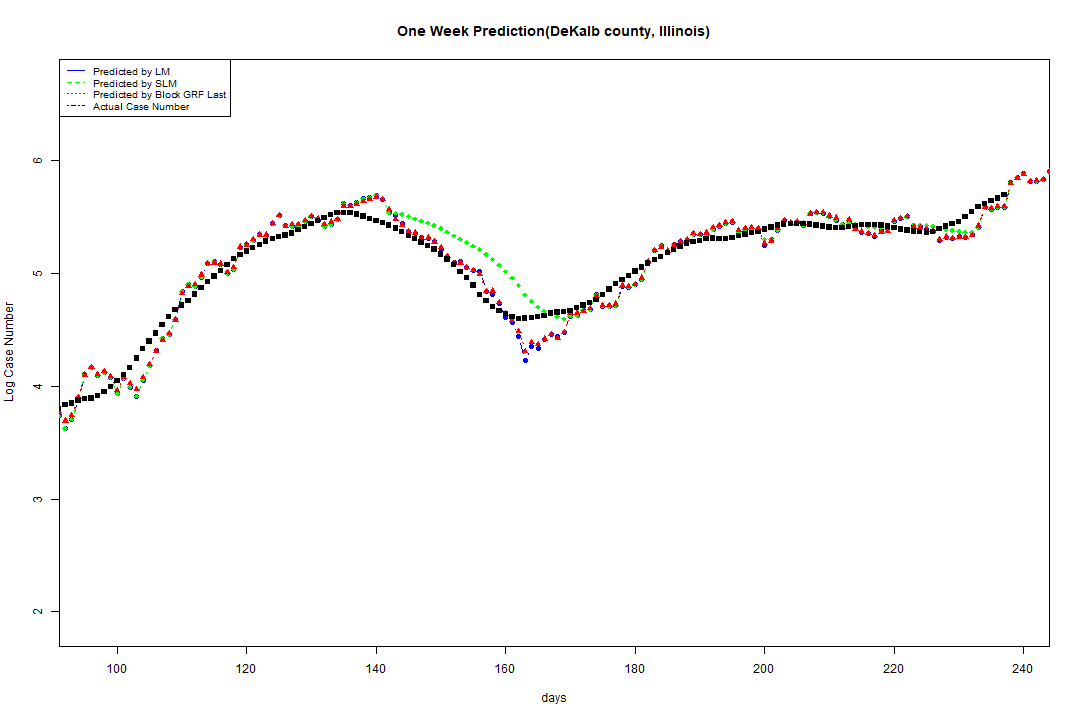 One Week Prediction(DeKalb county, Illinois)
Predicted by LM
Predicted by SLM
Predicted by Block GRF Last
Actual Case Number
6
5
4
3
2
Log Case Number
100 120 140 160 180 200 220 240
days